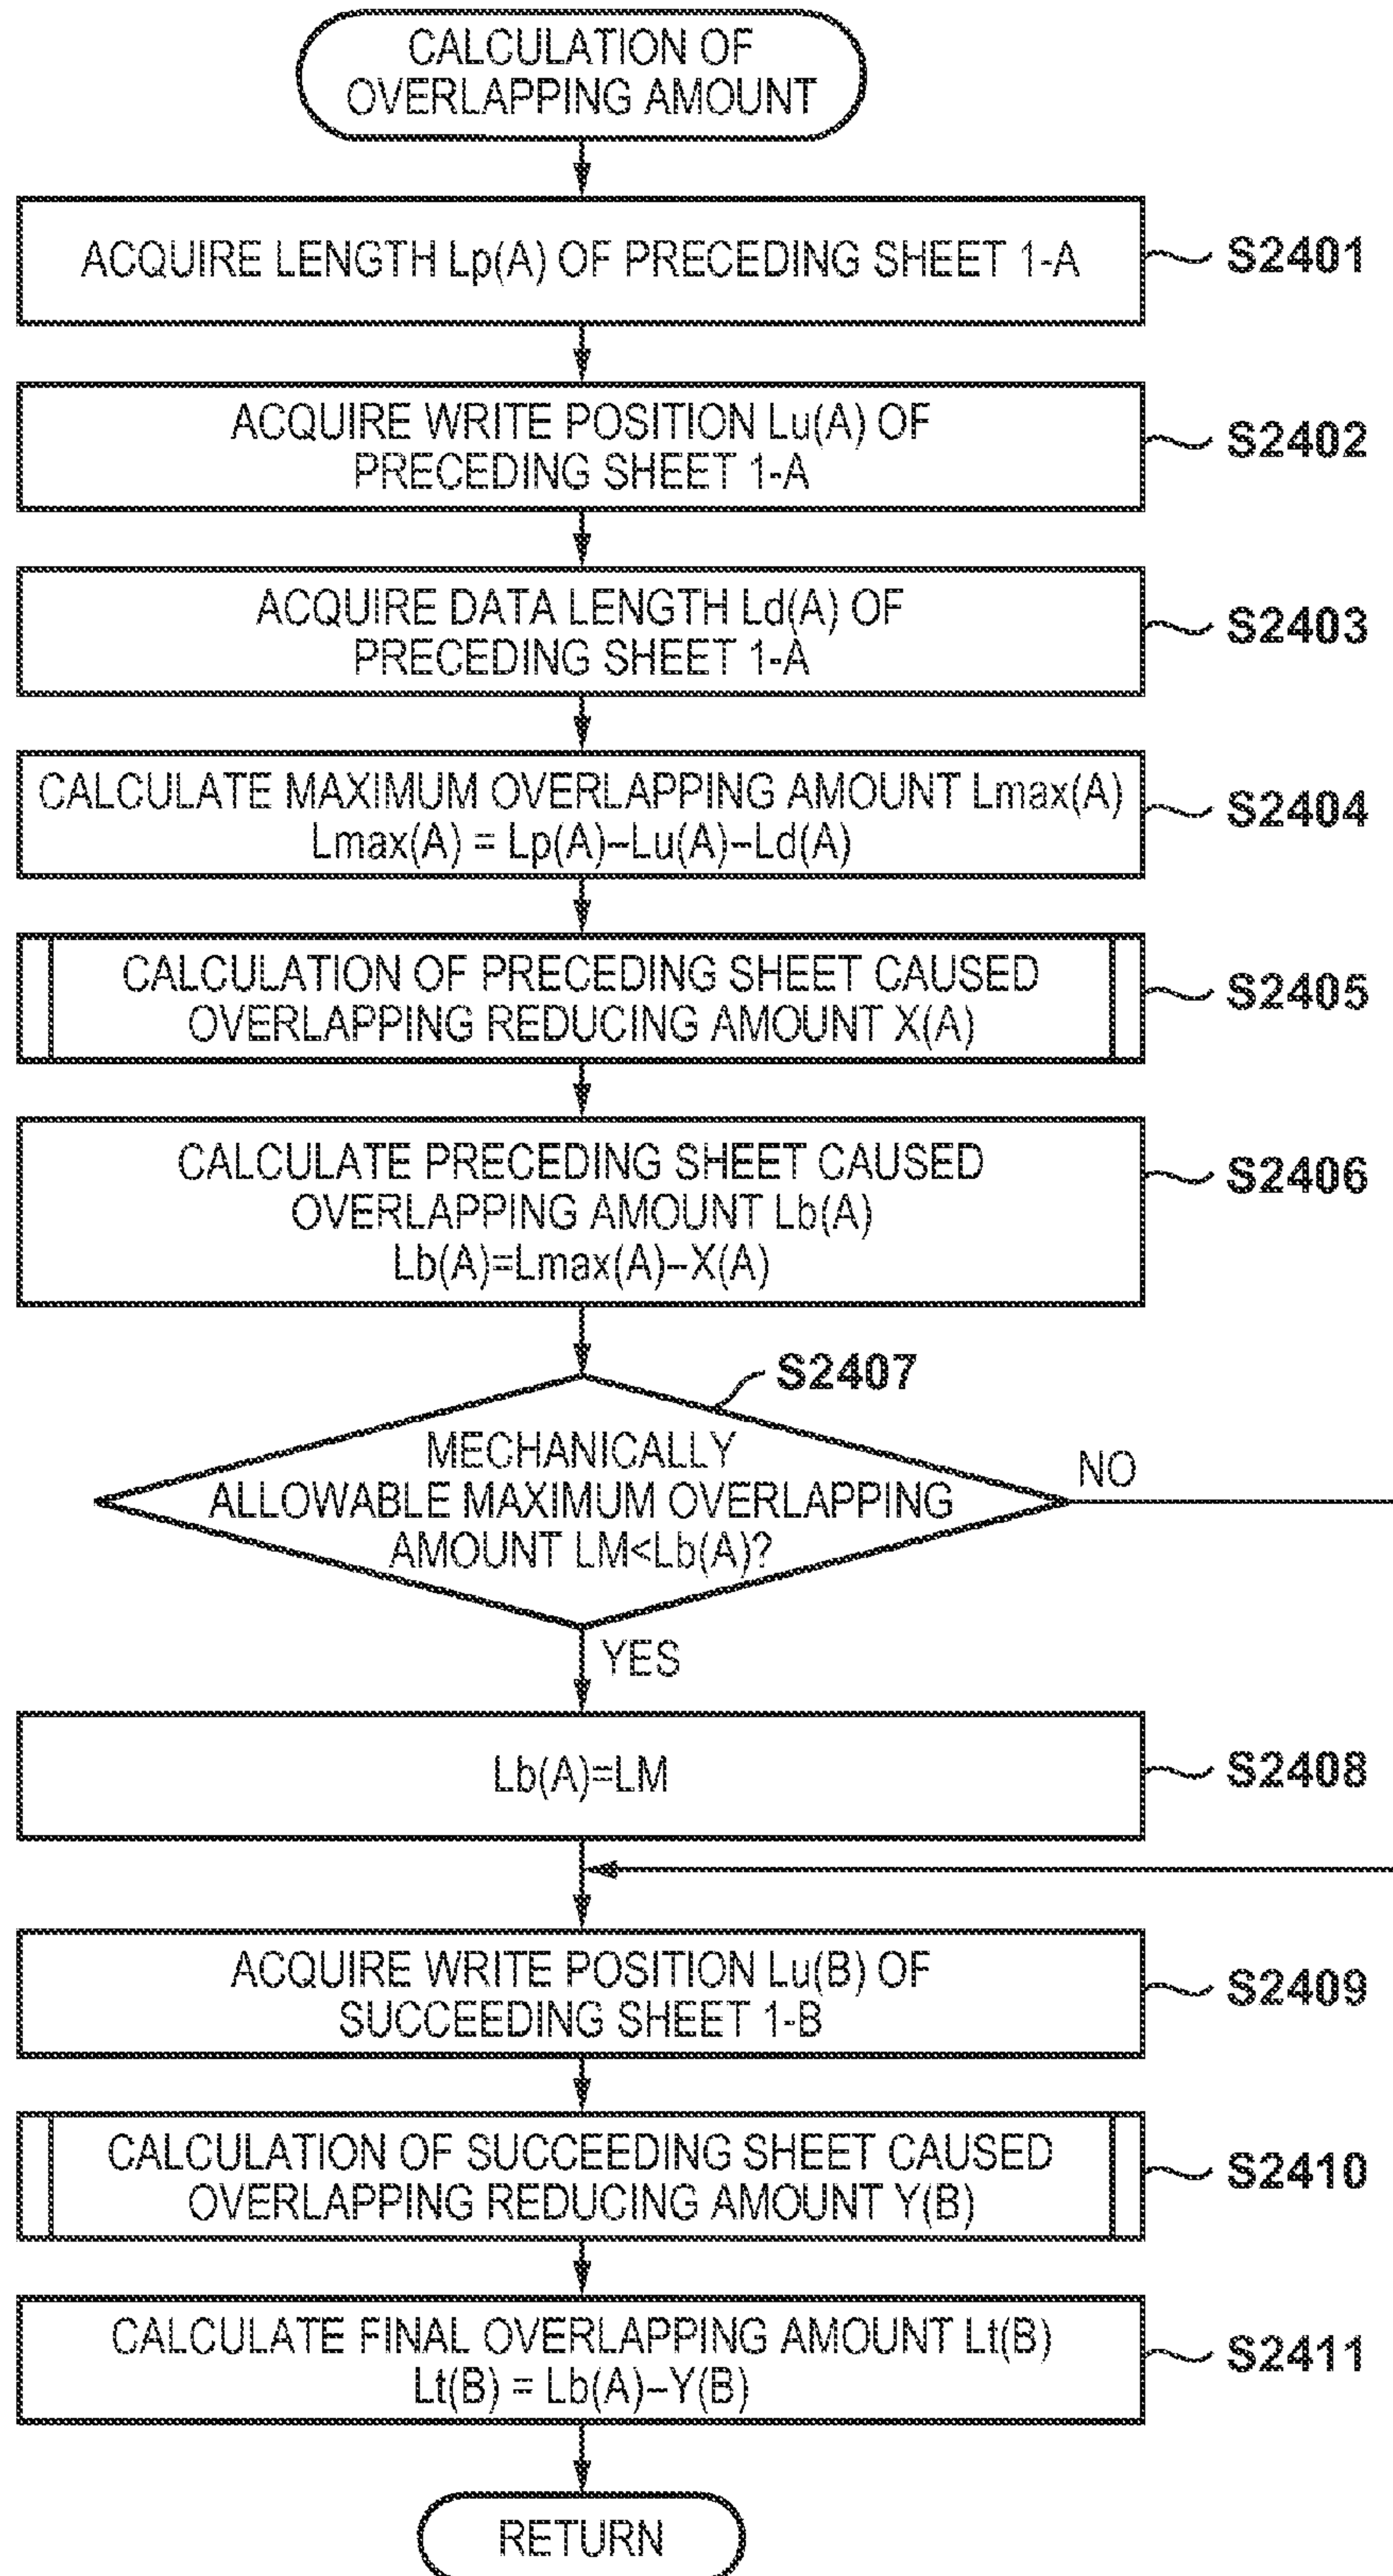 CALCULATION OF
OVERLAPPING AMOUNT
ACQUIRE LENGTH Lp(A) OF PRECEDING SHEET 1-A
S2401
ACQUIRE WRITE POSITION Lu(A) OF
PRECEDING SHEET 1-A
S2402
ACQUIRE DATA LENGTH Ld(A) OF
PRECEDING SHEET 1-A
S2403
CALCULATE MAXIMUM OVERLAPPING AMOUNT Lmax(A)
Lmax(A) = Lp(A)–Lu(A)–Ld(A)
S2404
CALCULATION OF PRECEDING SHEET CAUSED
OVERLAPPING REDUCING AMOUNT X(A)
S2405
CALCULATE PRECEDING SHEET CAUSED
OVERLAPPING AMOUNT Lb(A)
Lb(A)=Lmax(A)–X(A)
S2406
S2407
MECHANICALLY
ALLOWABLE MAXIMUM OVERLAPPING
AMOUNT LM<Lb(A)?
NO
YES
Lb(A)=LM
S2408
ACQUIRE WRITE POSITION Lu(B) OF
SUCCEEDING SHEET 1-B
S2409
CALCULATION OF SUCCEEDING SHEET CAUSED
OVERLAPPING REDUCING AMOUNT Y(B)
S2410
CALCULATE FINAL OVERLAPPING AMOUNT Lt(B)
Lt(B) = Lb(A)–Y(B)
S2411
RETURN